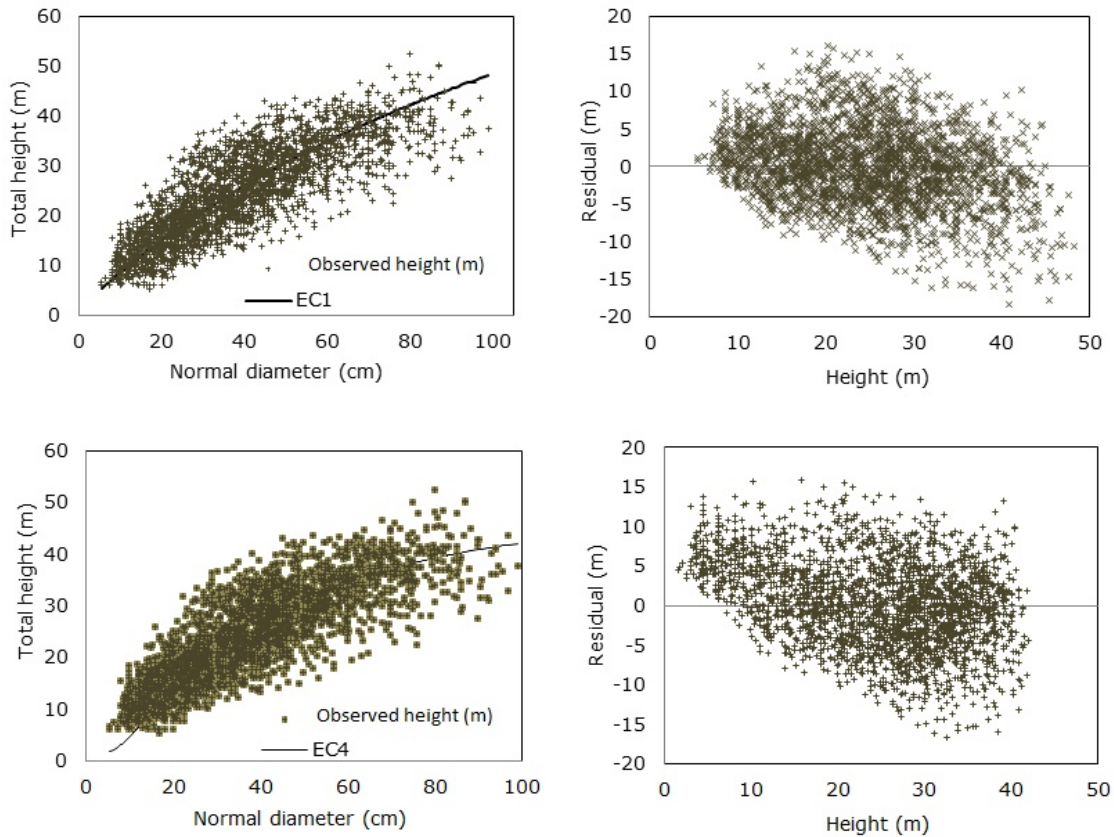 60
50
40
30
20
10
0
Total height (m)
Observed height (m)
EC1
0 20 40 60 80 100
Normal diameter (cm)
20
15
10
5
0
-5
-10
-15
-20
Residual (m)
0 10 20 30 40 50
Height (m)
60
50
40
30
20
10
0
Total height (m)
Observed height (m)
EC4
0 20 40 60 80 100
Normal diameter (cm)
20
15
10
5
0
-5
-10
-15
-20
Residual (m)
0 10 20 30 40 50
Height (m)